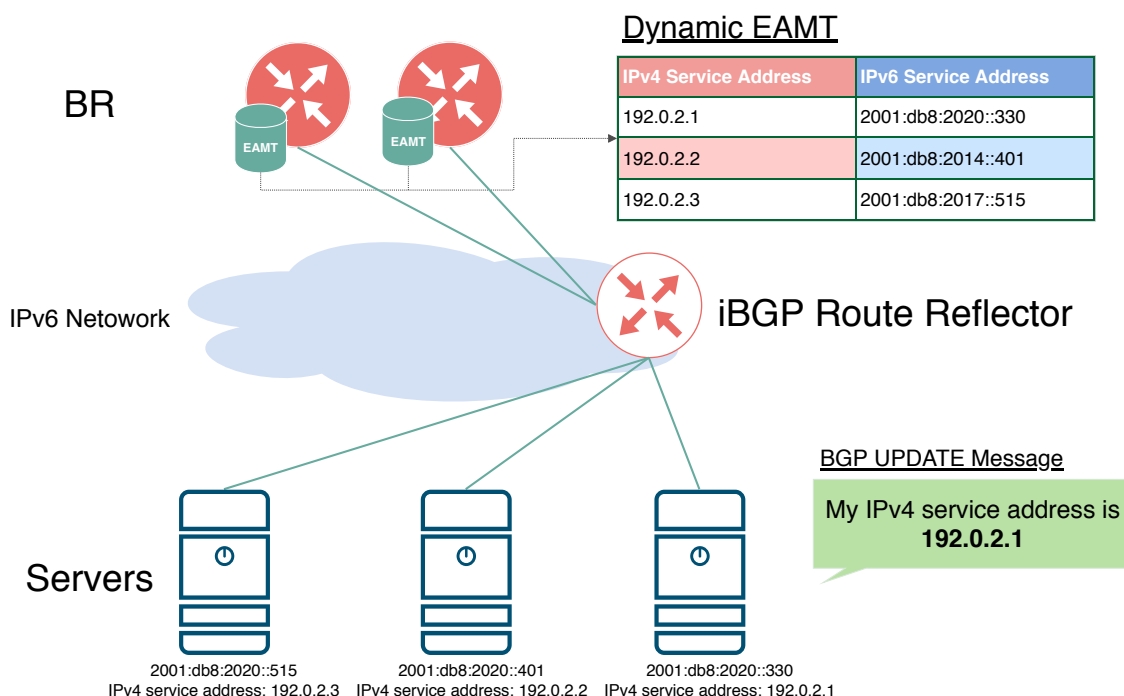 Dynamic EAMT
IPv4 Service Address
IPv6 Service Address
192.0.2.1
2001:db8:2020::330
192.0.2.2
2001:db8:2014::401
192.0.2.3
2001:db8:2017::515
BR
EAMT
EAMT
IPv6 Netowork
iBGP Route Reflector
BGP UPDATE Message
My IPv4 service address is
192.0.2.1
Servers
2001:db8:2020::515
IPv4 service address: 192.0.2.3
2001:db8:2020::401
IPv4 service address: 192.0.2.2
2001:db8:2020::330
IPv4 service address: 192.0.2.1